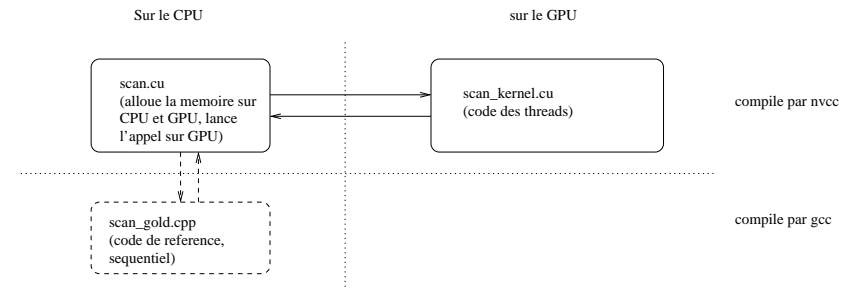 Sur le CPU
sur le GPU
scan.cu
(alloue la memoire sur
CPU et GPU, lance
l'appel sur GPU)
scan_kernel.cu
(code des threads)
compile par nvcc
scan_gold.cpp
(code de reference,
sequentiel)
compile par gcc